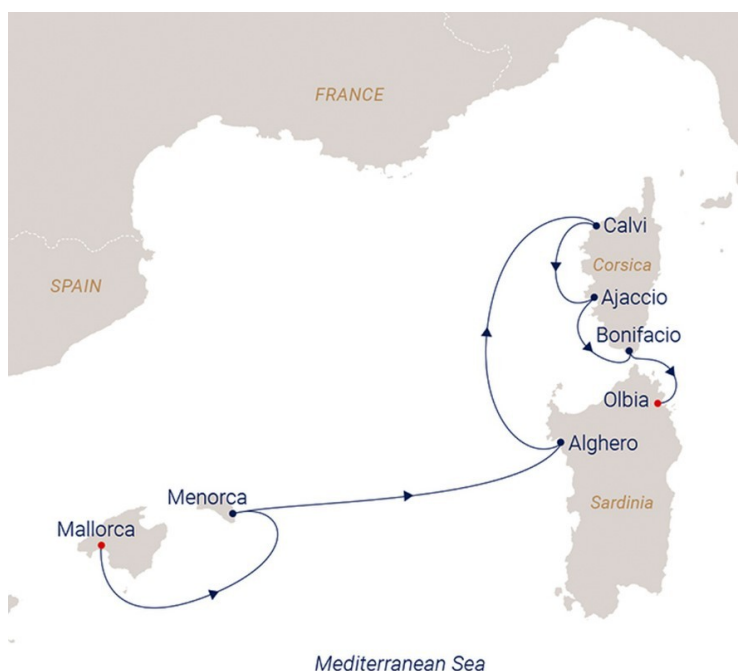 FRANCE
Calvi
Corsica
SPAIN
Ajaccio
Bonifacio
Olbia
Alghero
Menorca
Sardinia
Mallorca
Mediterranean Sea